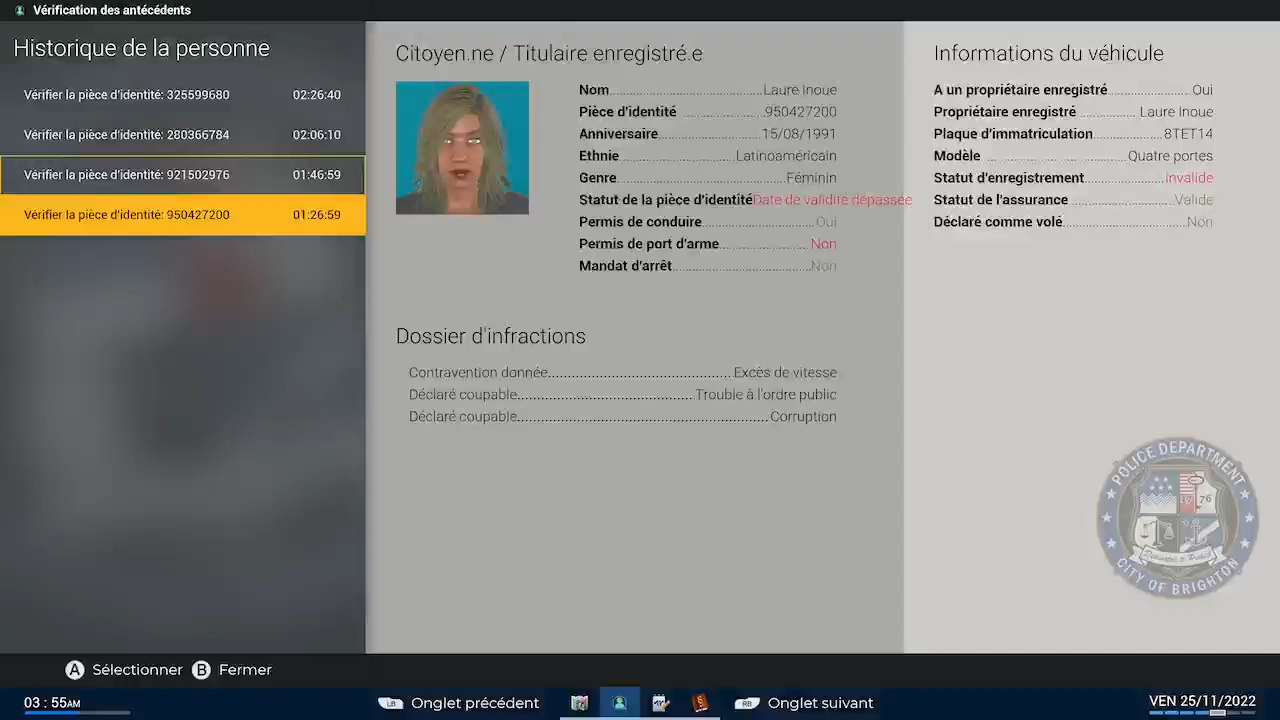 Vérification des antécédents
Historique de la personne
Vérifier la pièce d'identité: 325599680 02:26:40
Vérifier la pièce d'identité: 280366784 02:06:10
Vérifier la pièce d'identité: 921502976 01:46:59
Vérifier la pièce d'identité: 950427200 01:26:59
Citoyen.ne / Titulaire enregistré.e
Nom Laure Inoue
Pièce d'identité 950427200
Anniversaire 15/08/1991
Ethnie Latinoaméricain
Genre Féminin
Statut de la pièce d'identité Date de validité dépassée
Permis de conduire Oui
Permis de port d'arme Non
Mandat d'arrêt Non
Dossier d'infractions
Contravention donnée Excès de vitesse
Déclaré coupable Trouble à l'ordre public
Déclaré coupable Corruption
Informations du véhicule
A un propriétaire enregistré Oui
Propriétaire enregistré Laure Inoue
Plaque d'immatriculation 8TET14
Modèle Quatre portes
Statut d'enregistrement Invalide
Statut de l'assurance Valide
Déclaré comme volé Non
POLICE DEPARTMENT
17 76
CITY OF BRIGHTON
A Sélectionner B Fermer
03 : 55AM
LB Onglet précédent
RB Onglet suivant
VEN 25/11/2022